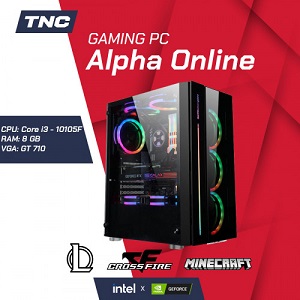 TNC
GAMING PC
Alpha Online
CPU: Core i3 - 10105F
RAM: 8 GB
VGA: GT 710
CROSSFIRE
MINECRAFT
intel X NVIDIA GEFORCE